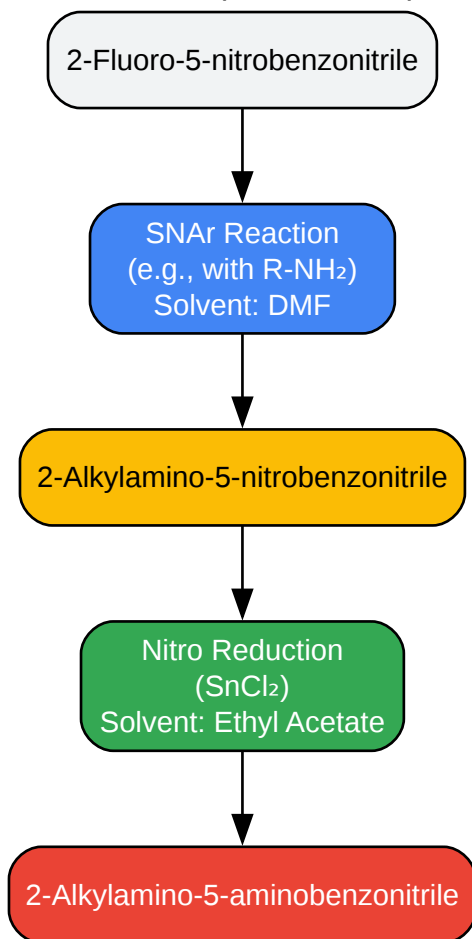 2-Fluoro-5-nitrobenzonitrile
SNAr Reaction
(e.g., with R-NH₂)
Solvent: DMF
2-Alkylamino-5-nitrobenzonitrile
Nitro Reduction
(SnCl₂)
Solvent: Ethyl Acetate
2-Alkylamino-5-aminobenzonitrile